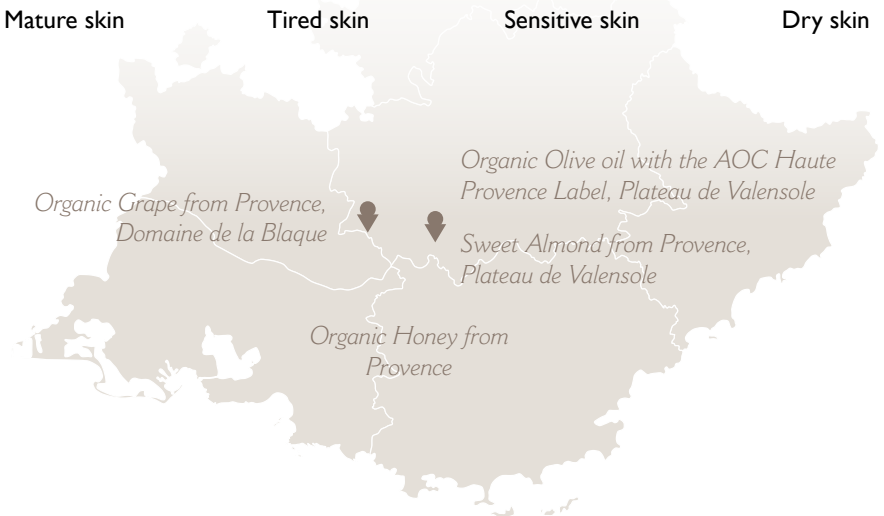 Mature skin Tired skin Sensitive skin Dry skin
Organic Olive oil with the AOC Haute
Provence Label, Plateau de Valensole
Organic Grape from Provence,
Domaine de la Blaque
Sweet Almond from Provence,
Plateau de Valensole
Organic Honey from
Provence